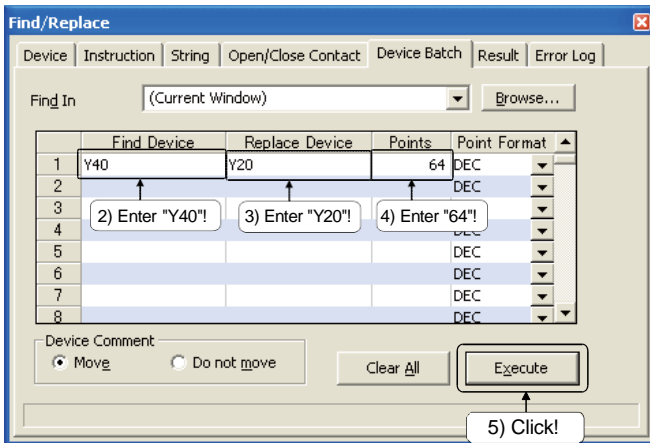 Find/Replace
Device Instruction String Open/Close Contact Device Batch Result Error Log
Find In (Current Window) Browse...
Find Device Replace Device Points Point Format
1 Y40 Y20 64 DEC
2 DEC
3
2) Enter "Y40"! 3) Enter "Y20"! 4) Enter "64"!
4 DEC
5 DEC
6 DEC
7 DEC
8 DEC
Device Comment
Move Do not move Clear All Execute
5) Click!